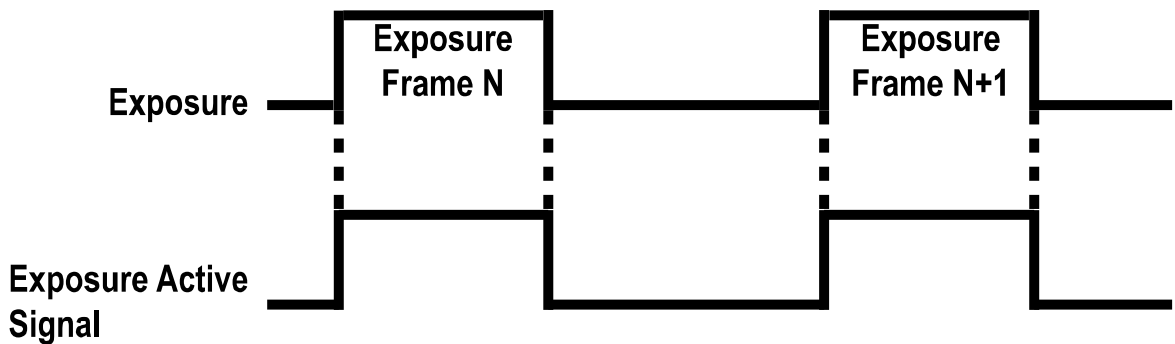 Exposure
Frame N
Exposure
Frame N+1
Exposure
Exposure Active
Signal